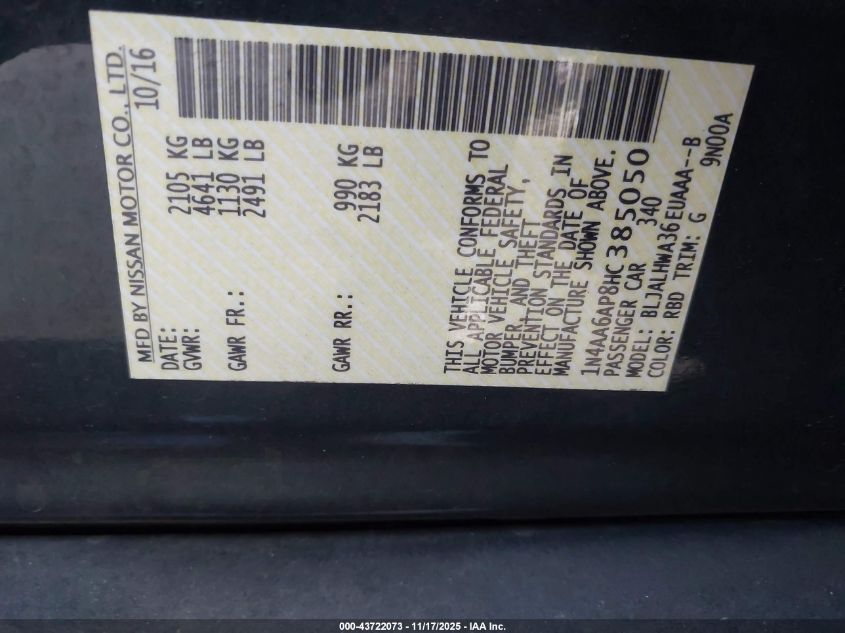 MFD BY NISSAN MOTOR CO., LTD.
DATE: 10/16
GVWR: 2105 KG
4641 LB
GAWR FR.: 1130 KG
2491 LB
GAWR RR.: 990 KG
2183 LB
THIS VEHICLE CONFORMS TO
ALL APPLICABLE FEDERAL
MOTOR VEHICLE SAFETY,
BUMPER, AND THEFT
PREVENTION STANDARDS IN
EFFECT ON THE DATE OF
MANUFACTURE SHOWN ABOVE.
1N4AA6AP8HC385050
PASSENGER CAR 340
MODEL: BLJALHWA36EUAAA--B
COLOR: RBD TRIM: G 9N00A
000-43722073 - 11/17/2025 - IAA Inc.